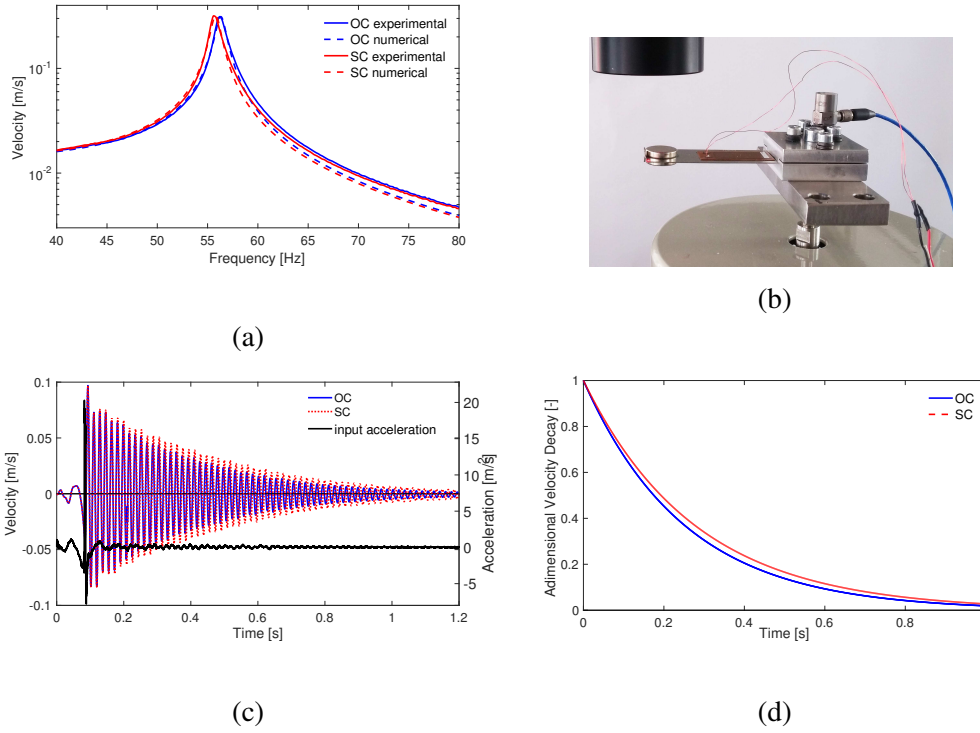 OC experimental
OC numerical
SC experimental
SC numerical
10-1
10-2
Velocity [m/s]
40 45 50 55 60 65 70 75 80
Frequency [Hz]
(a)
(b)
0.1
0.05
0
-0.05
-0.1
Velocity [m/s]
OC
SC
input acceleration
20
15
10
5
0
-5
Acceleration [m/s2]
0 0.2 0.4 0.6 0.8 1 1.2
Time [s]
(c)
1
0.8
0.6
0.4
0.2
0
Adimensional Velocity Decay [-]
OC
SC
0 0.2 0.4 0.6 0.8
Time [s]
(d)